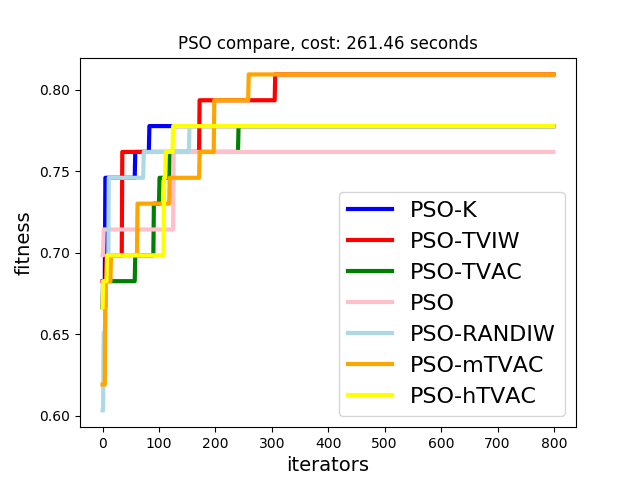 PSO compare, cost: 261.46 seconds
0.80
0.75
0.70
0.65
0.60
fitness
PSO-K
PSO-TVIW
PSO-TVAC
PSO
PSO-RANDIW
PSO-mTVAC
PSO-hTVAC
0 100 200 300 400 500 600 700 800
iterators